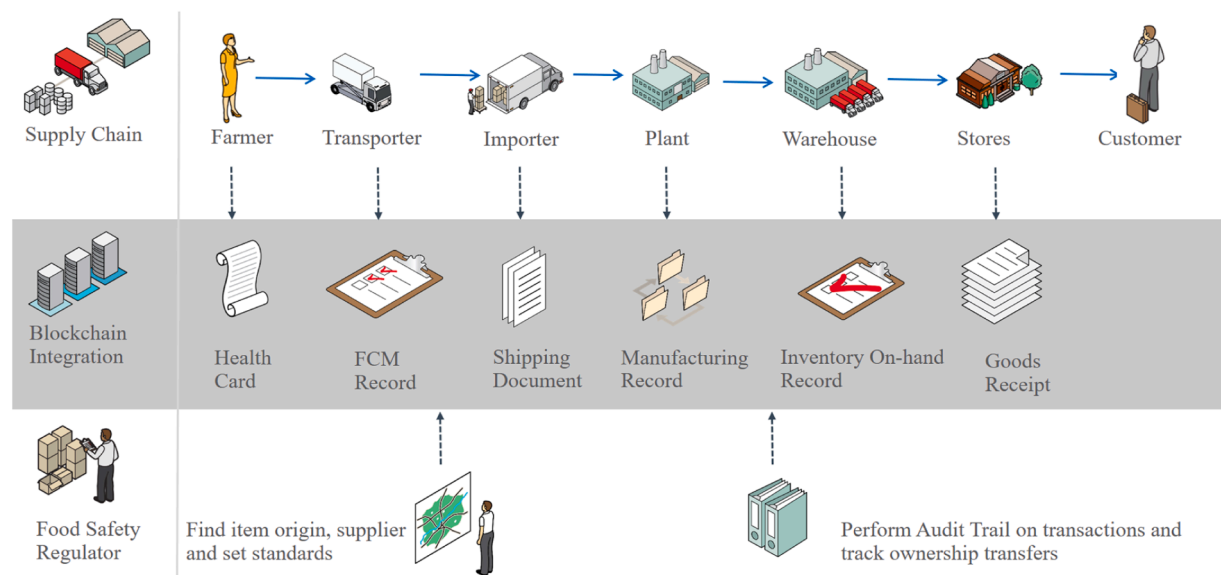 Supply Chain
Farmer
Transporter
Importer
Plant
Warehouse
Stores
Customer
Blockchain
Integration
Health
Card
FCM
Record
Shipping
Document
Manufacturing
Record
Inventory On-hand
Record
Goods
Receipt
Food Safety
Regulator
Find item origin, supplier
and set standards
Perform Audit Trail on transactions and
track ownership transfers